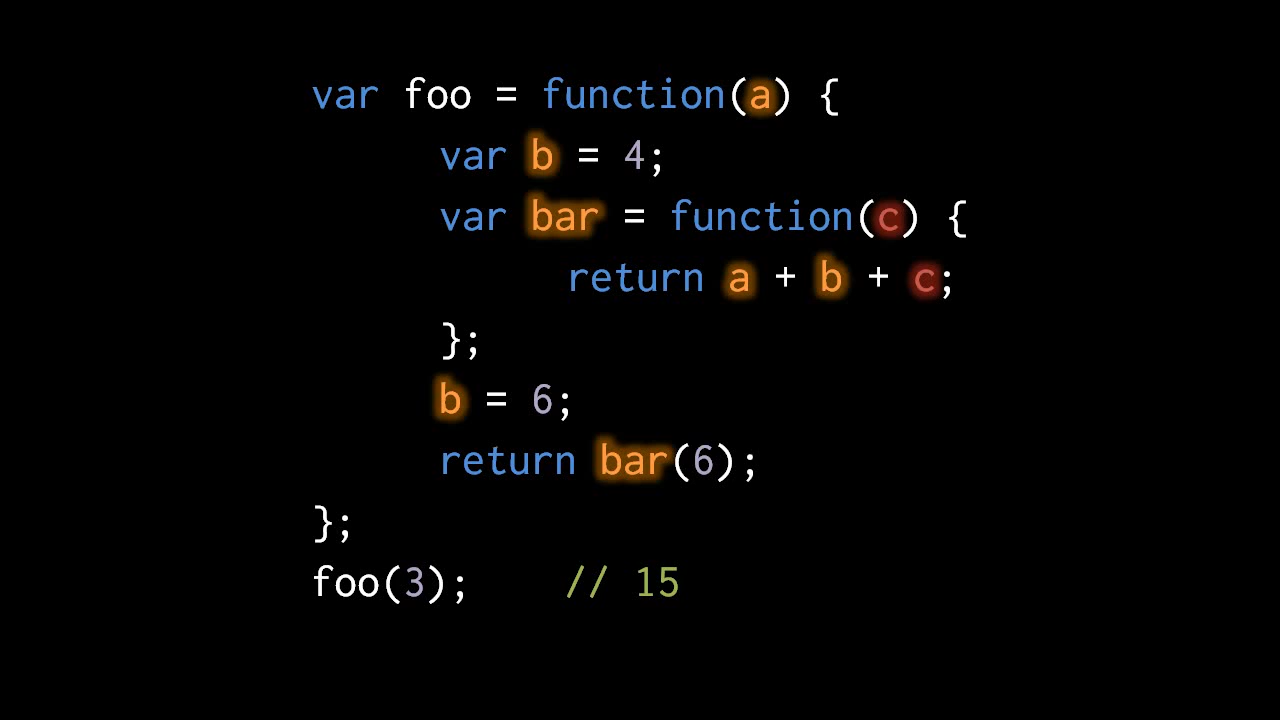 var foo = function(a) {
var b = 4;
var bar = function(c) {
return a + b + c;
};
b = 6;
return bar(6);
};
foo(3); // 15